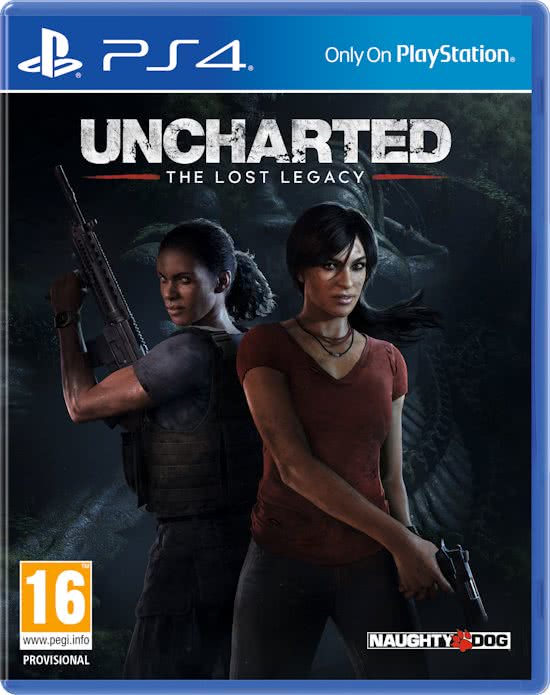 PS4
Only On PlayStation
UNCHARTED
THE LOST LEGACY
16
www.pegi.info
PROVISIONAL
NAUGHTY DOG